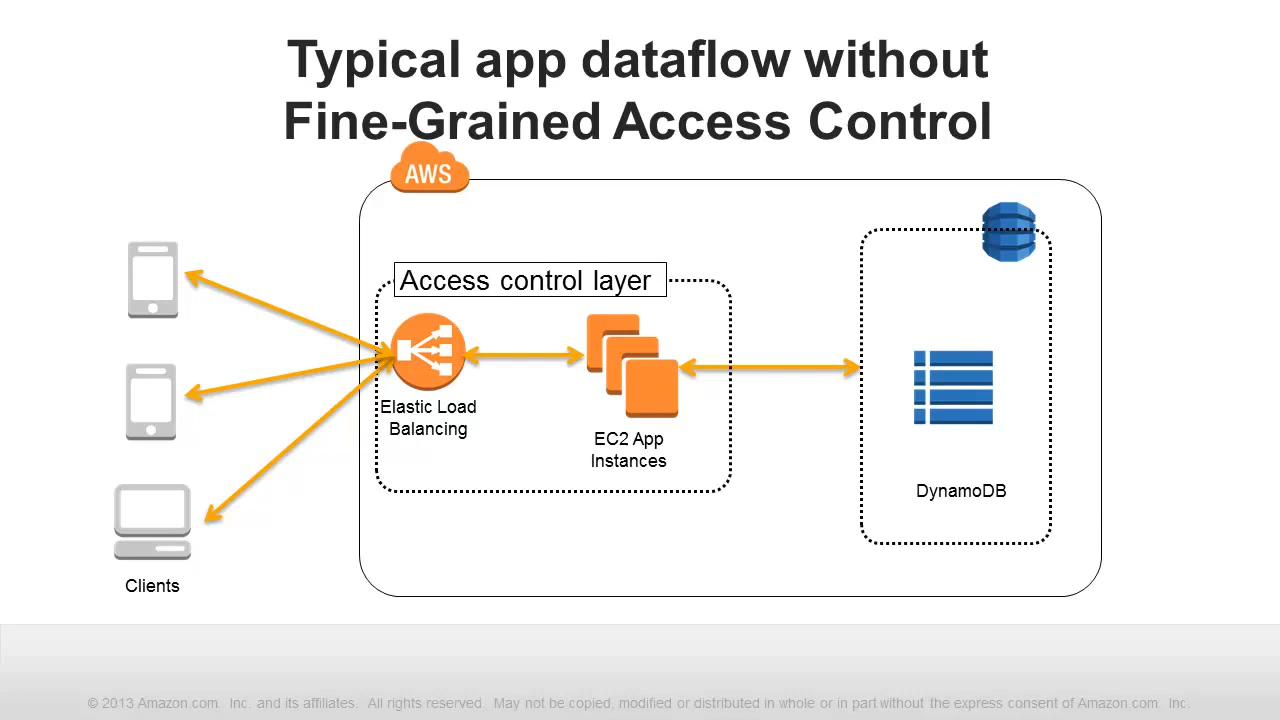 Typical app dataflow without
Fine-Grained Access Control
AWS
Access control layer
Elastic Load
Balancing
EC2 App
Instances
DynamoDB
Clients
© 2013 Amazon.com. Inc. and its affiliates. All rights reserved. May not be copied, modified or distributed in whole or in part without the express consent of Amazon.com. Inc.